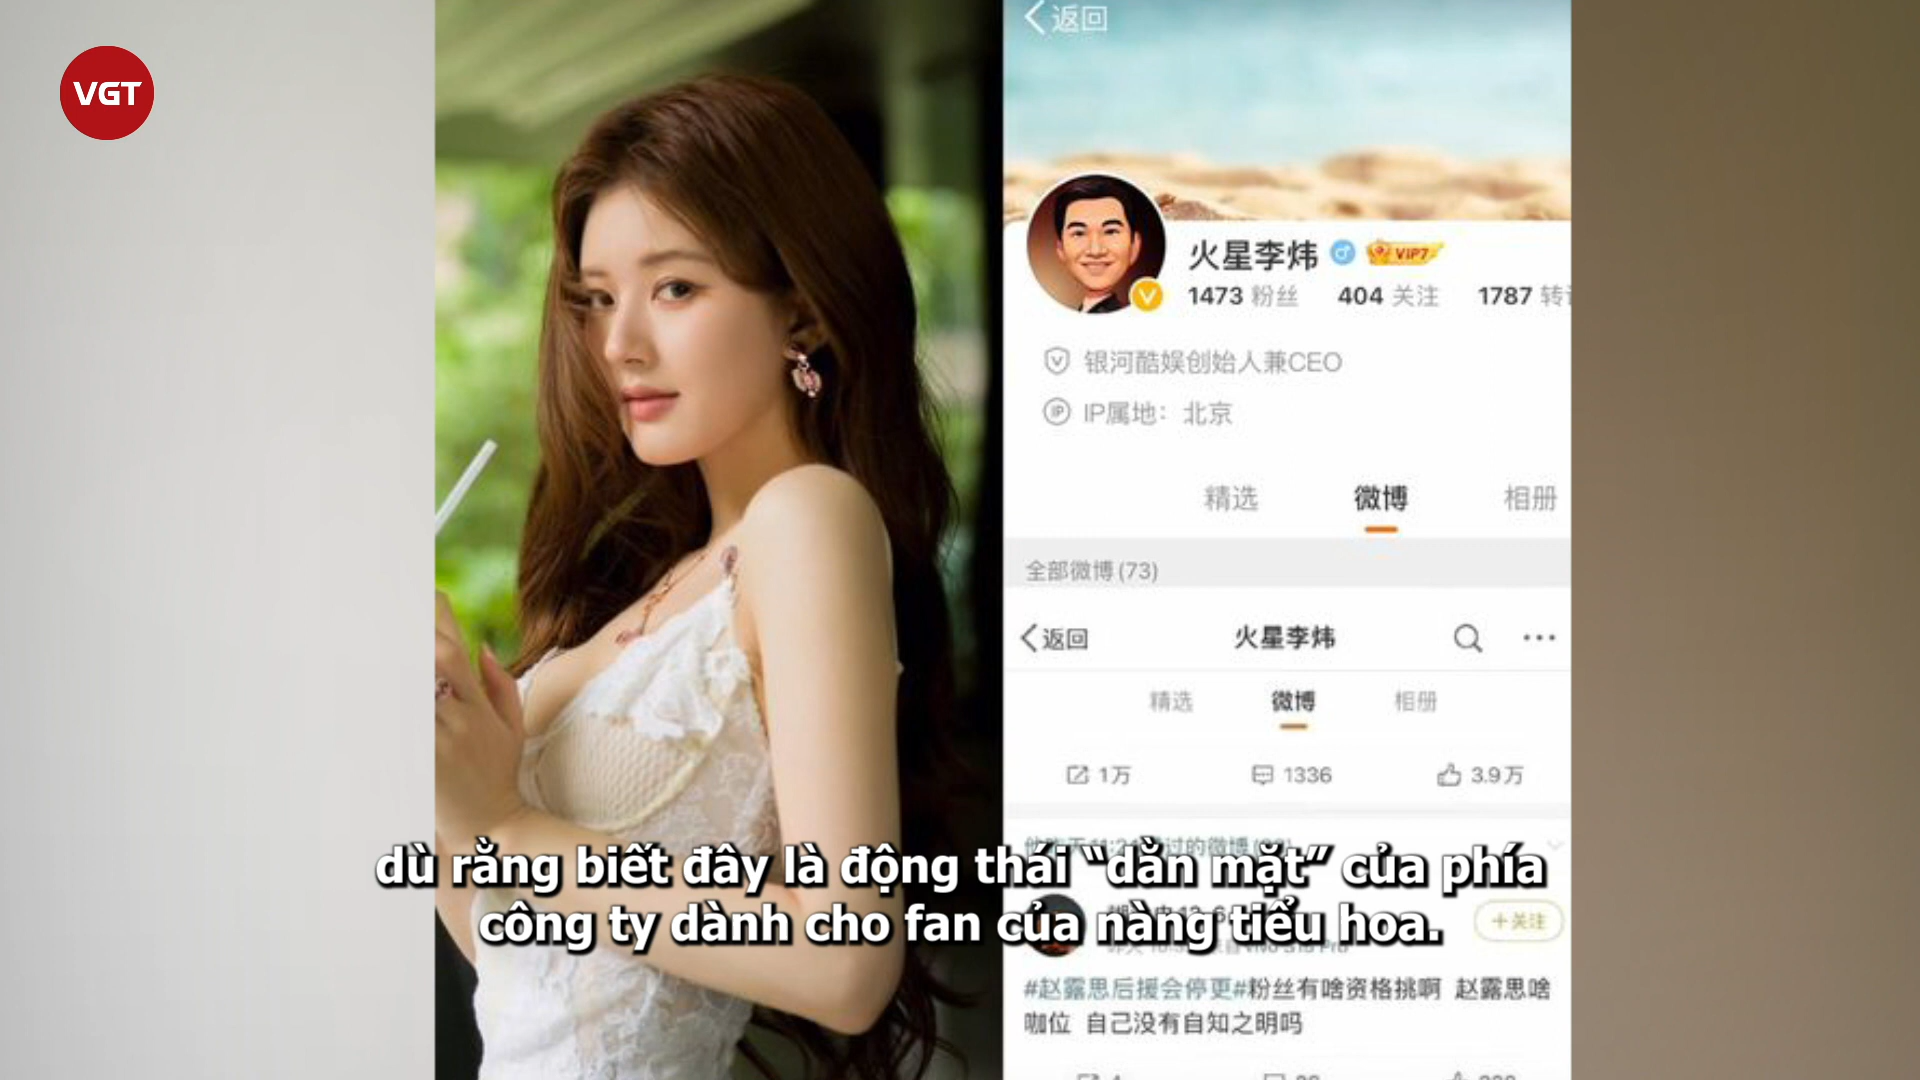 VGT
返回
火星李炜 VIP7
1473 粉丝 404 关注 1787
银河酷娱创始人兼CEO
IP IP属地：北京
精选 微博 相册
全部微博 (73)
返回 火星李炜
精选 微博 相册
1万 1336 3.9万
dù rằng biết đây là động thái “dằn mặt” của phía
công ty dành cho fan của nàng tiểu hoa.
+关注
#赵露思后援会停更#粉丝有啥资格挑啊 赵露思啥
咖位 自己没有自知之明吗